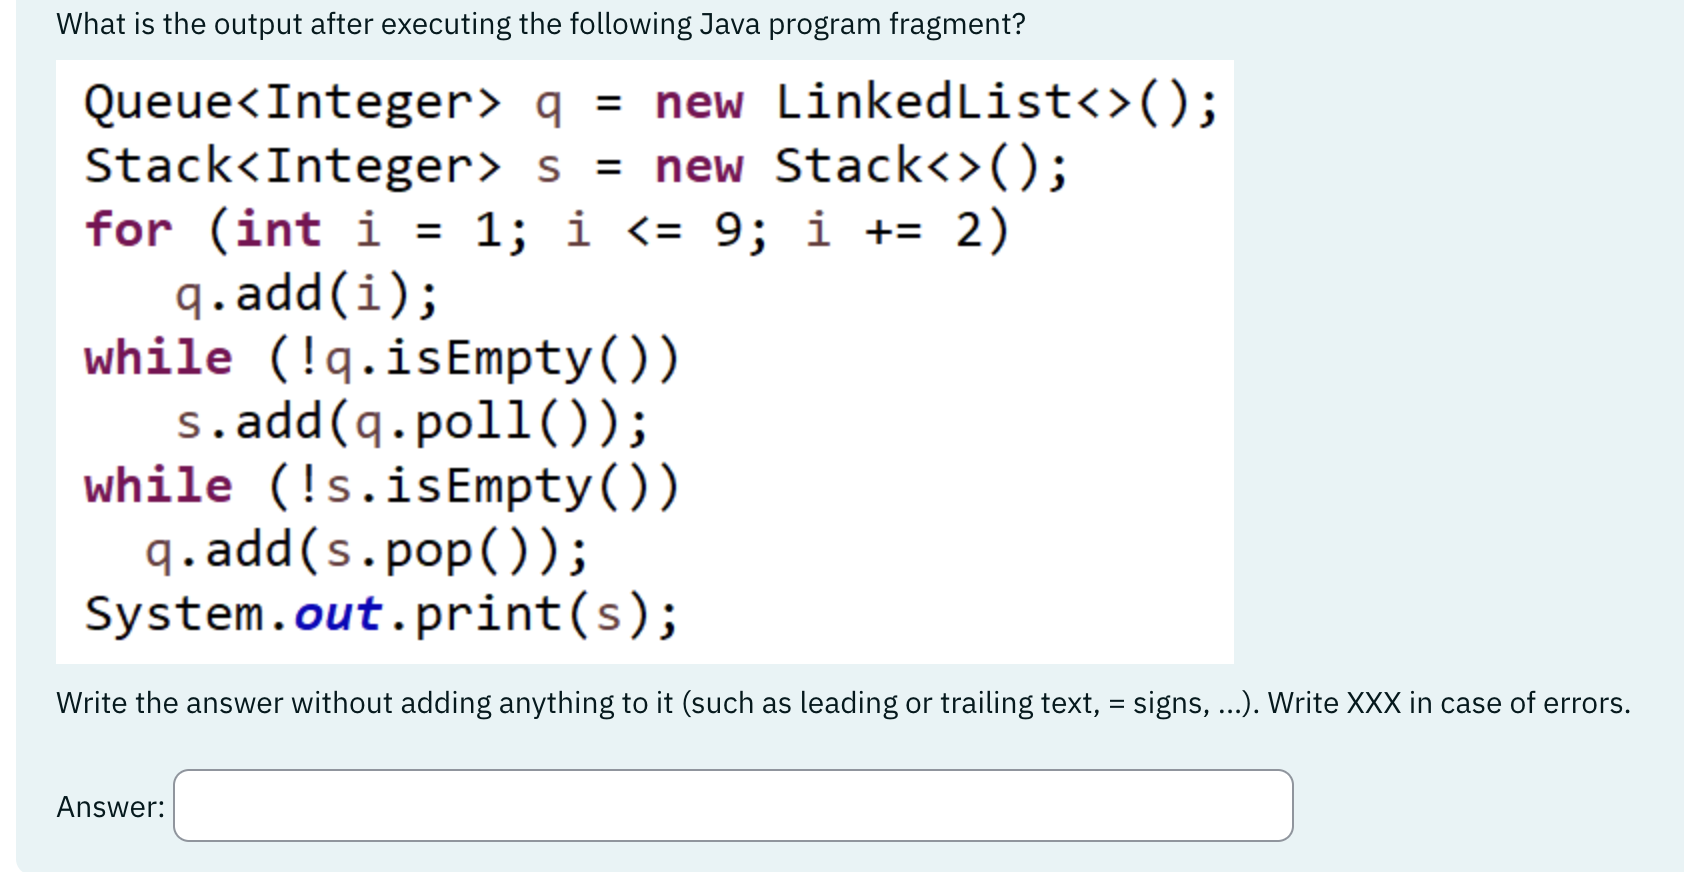 What is the output after executing the following Java program fragment?
Queue<Integer> q = new LinkedList<>();
Stack<Integer> s = new Stack<>();
for (int i = 1; i <= 9; i += 2)
   q.add(i);
while (!q.isEmpty())
   s.add(q.poll());
while (!s.isEmpty())
  q.add(s.pop());
System.out.print(s);
Write the answer without adding anything to it (such as leading or trailing text, = signs, ...). Write XXX in case of errors.
Answer: